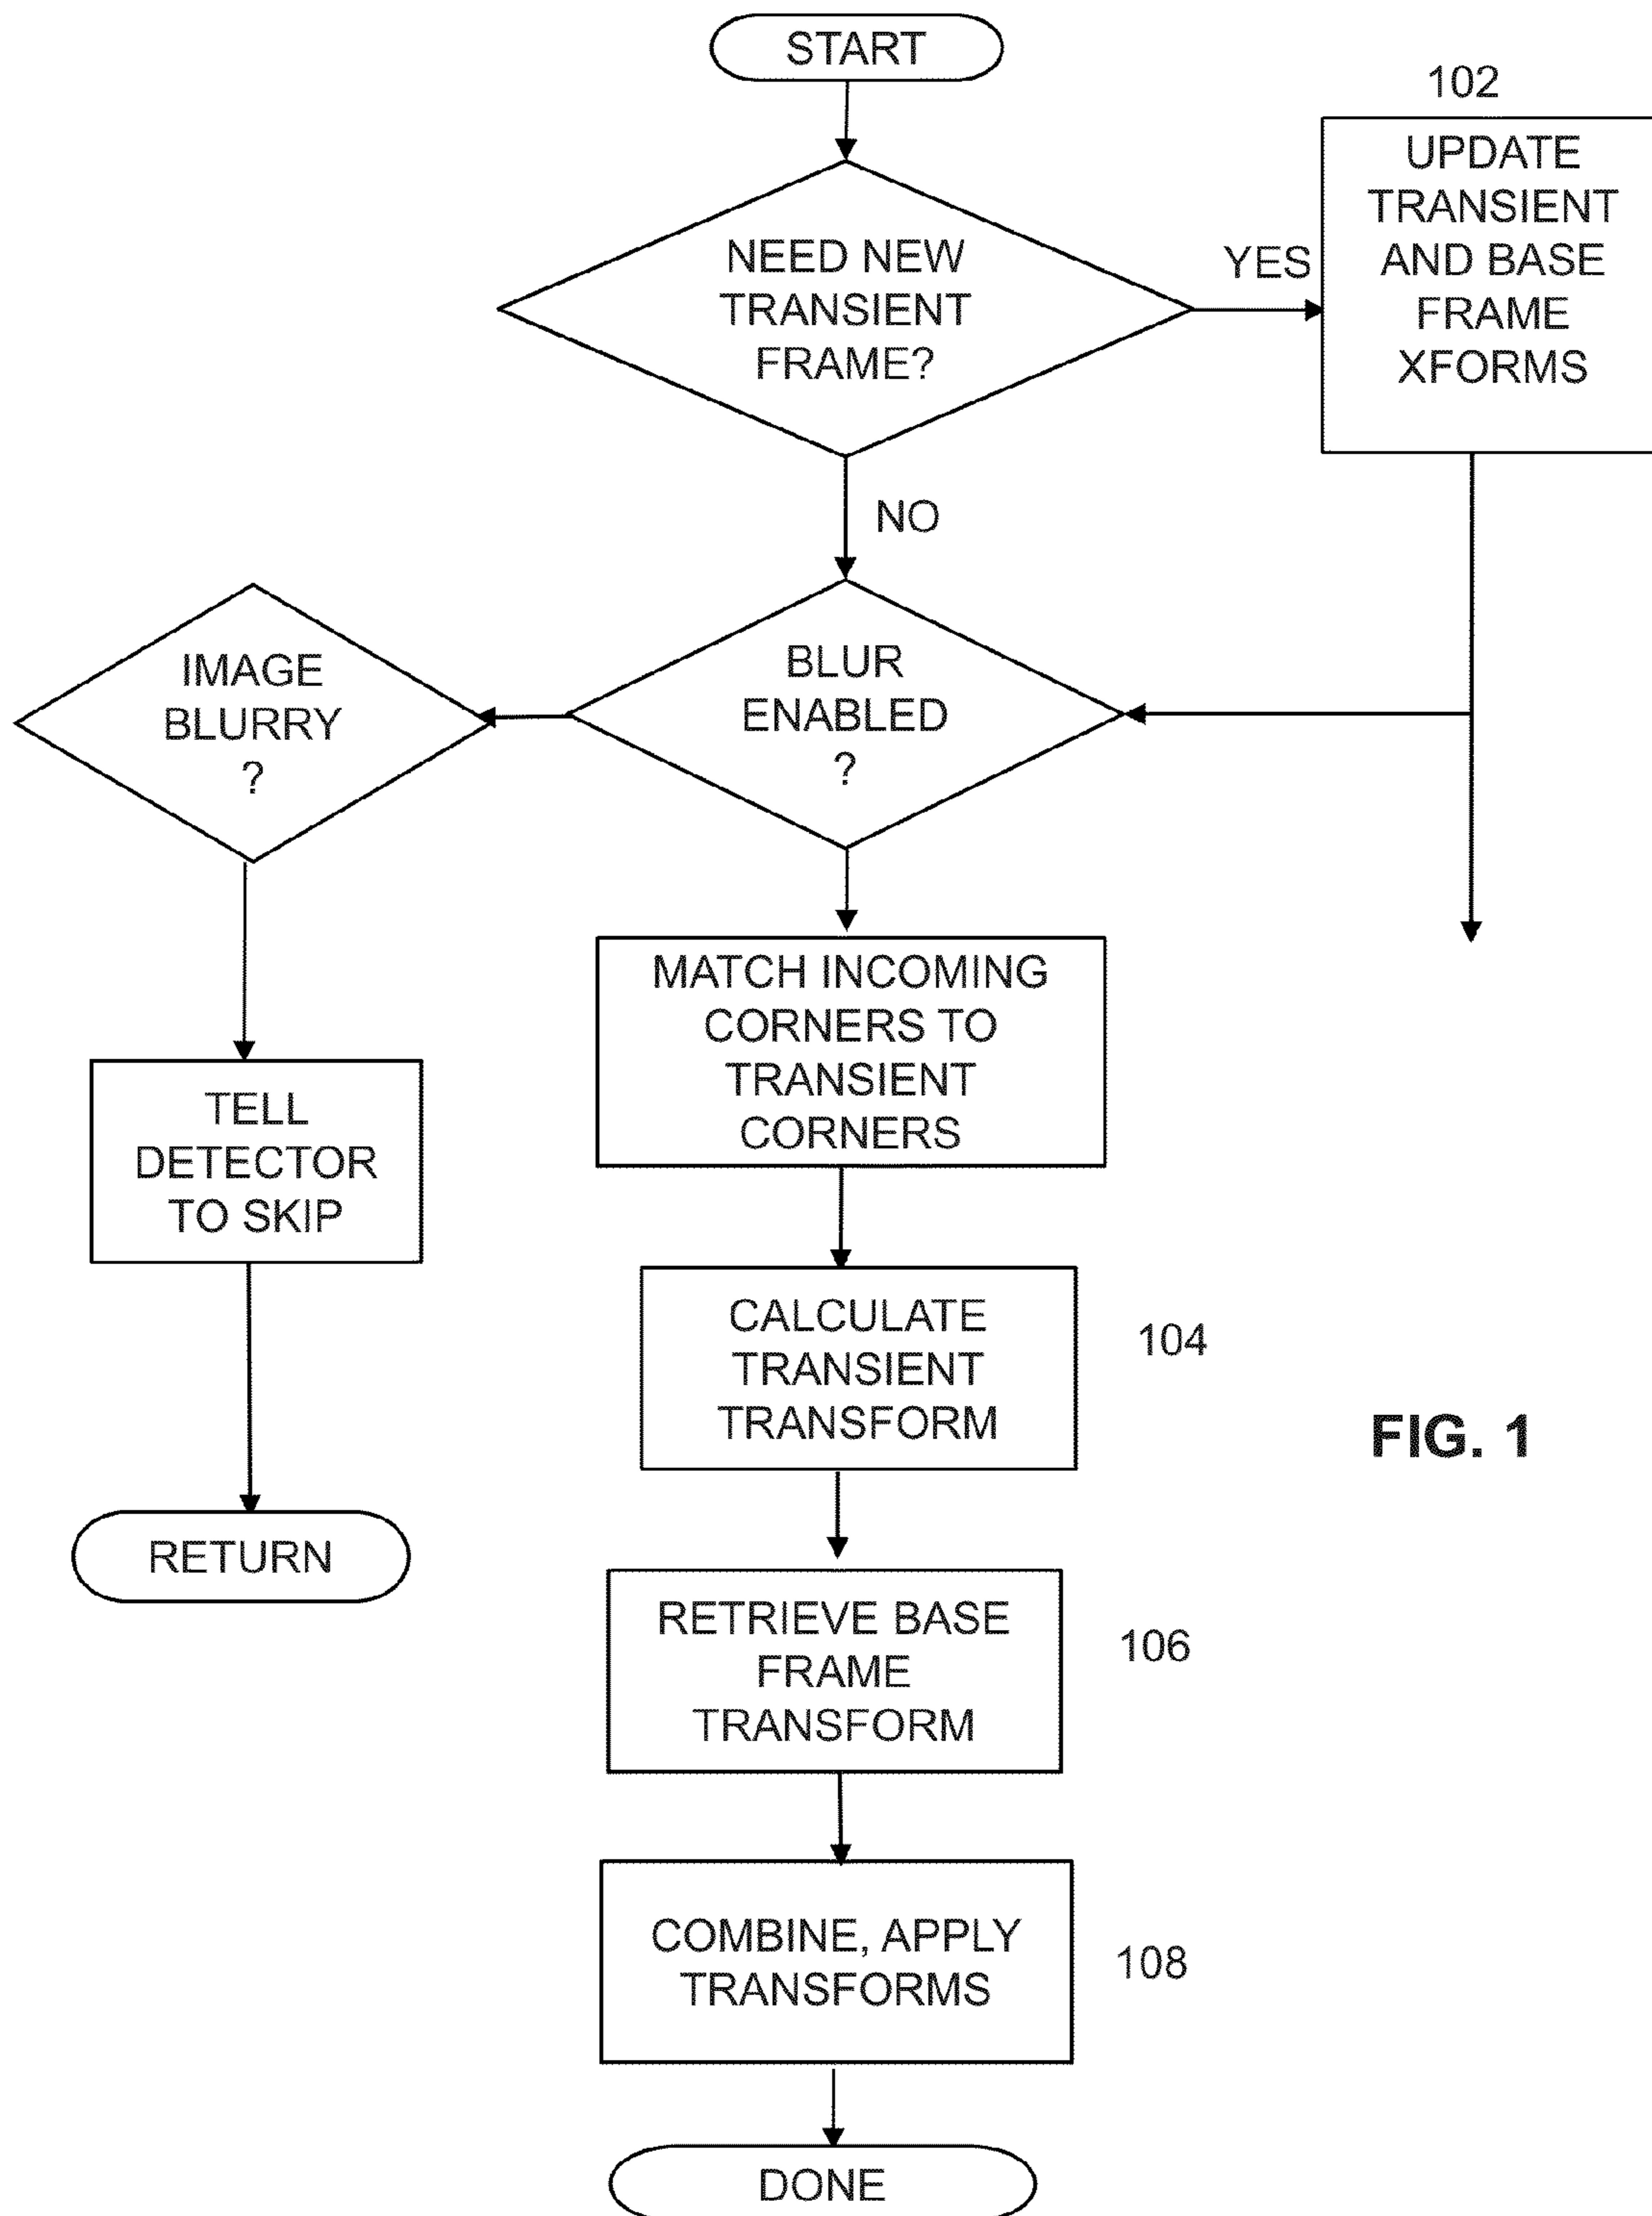 START
102
UPDATE
TRANSIENT
AND BASE
FRAME
XFORMS
NEED NEW
TRANSIENT
FRAME?
YES
NO
IMAGE
BLURRY
?
BLUR
ENABLED
?
MATCH INCOMING
CORNERS TO
TRANSIENT
CORNERS
TELL
DETECTOR
TO SKIP
CALCULATE
TRANSIENT
TRANSFORM
104
FIG. 1
RETURN
RETRIEVE BASE
FRAME
TRANSFORM
106
COMBINE, APPLY
TRANSFORMS
108
DONE